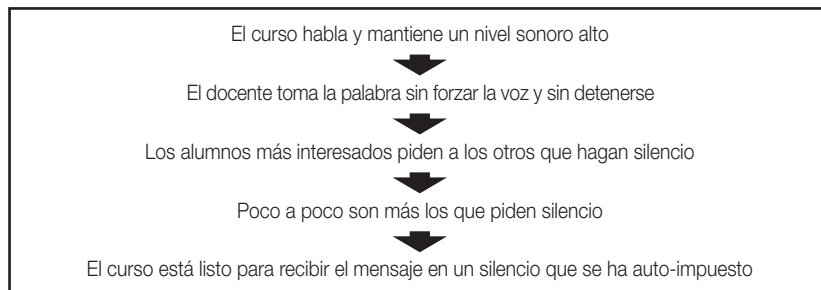 El curso habla y mantiene un nivel sonoro alto
El docente toma la palabra sin forzar la voz y sin detenerse
Los alumnos más interesados piden a los otros que hagan silencio
Poco a poco son más los que piden silencio
El curso está listo para recibir el mensaje en un silencio que se ha auto-impuesto